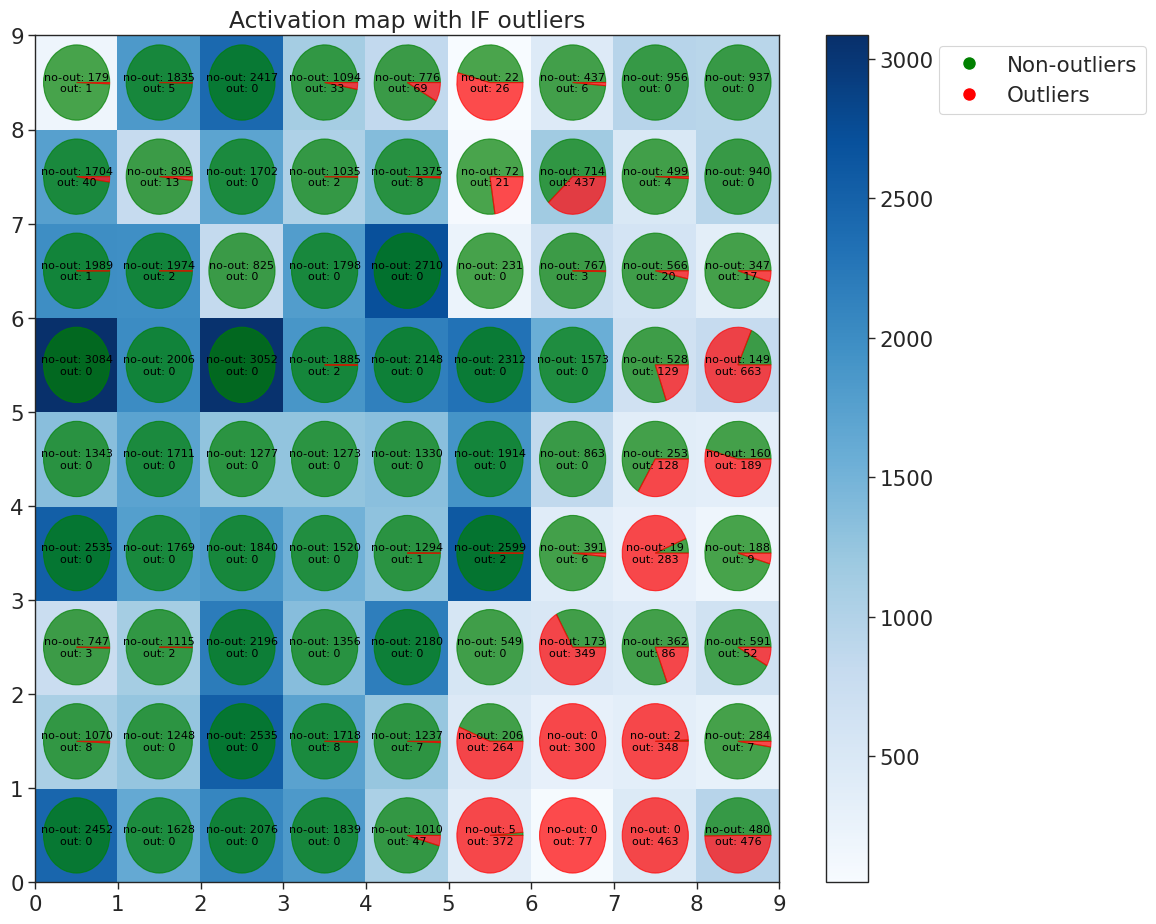 Activation map with IF outliers
Non-outliers
Outliers
9
8
7
6
5
4
3
2
1
0
no-out: 179
out: 1
no-out: 1835
out: 5
no-out: 2417
out: 0
no-out: 1094
out: 33
no-out: 776
out: 69
no-out: 22
out: 26
no-out: 437
out: 6
no-out: 956
out: 0
no-out: 937
out: 0
no-out: 1704
out: 40
no-out: 805
out: 13
no-out: 1702
out: 0
no-out: 1035
out: 2
no-out: 1375
out: 8
no-out: 72
out: 21
no-out: 714
out: 437
no-out: 499
out: 4
no-out: 940
out: 0
no-out: 1989
out: 1
no-out: 1974
out: 2
no-out: 825
out: 0
no-out: 1798
out: 0
no-out: 2710
out: 0
no-out: 231
out: 0
no-out: 767
out: 3
no-out: 566
out: 20
no-out: 347
out: 17
no-out: 3084
out: 0
no-out: 2006
out: 0
no-out: 3052
out: 0
no-out: 1885
out: 2
no-out: 2148
out: 0
no-out: 2312
out: 0
no-out: 1573
out: 0
no-out: 528
out: 129
no-out: 149
out: 663
no-out: 1343
out: 0
no-out: 1711
out: 0
no-out: 1277
out: 0
no-out: 1273
out: 0
no-out: 1330
out: 0
no-out: 1914
out: 0
no-out: 863
out: 0
no-out: 253
out: 128
no-out: 160
out: 189
no-out: 2535
out: 0
no-out: 1769
out: 0
no-out: 1840
out: 0
no-out: 1520
out: 0
no-out: 1294
out: 1
no-out: 2599
out: 2
no-out: 391
out: 6
no-out: 19
out: 283
no-out: 188
out: 9
no-out: 747
out: 3
no-out: 1115
out: 2
no-out: 2196
out: 0
no-out: 1356
out: 0
no-out: 2180
out: 0
no-out: 549
out: 0
no-out: 173
out: 349
no-out: 362
out: 86
no-out: 591
out: 52
no-out: 1070
out: 8
no-out: 1248
out: 0
no-out: 2535
out: 0
no-out: 1718
out: 8
no-out: 1237
out: 7
no-out: 206
out: 264
no-out: 0
out: 300
no-out: 2
out: 348
no-out: 284
out: 7
no-out: 2452
out: 0
no-out: 1628
out: 0
no-out: 2076
out: 0
no-out: 1839
out: 0
no-out: 1010
out: 47
no-out: 5
out: 372
no-out: 0
out: 77
no-out: 0
out: 463
no-out: 480
out: 476
0 1 2 3 4 5 6 7 8 9
3000
2500
2000
1500
1000
500